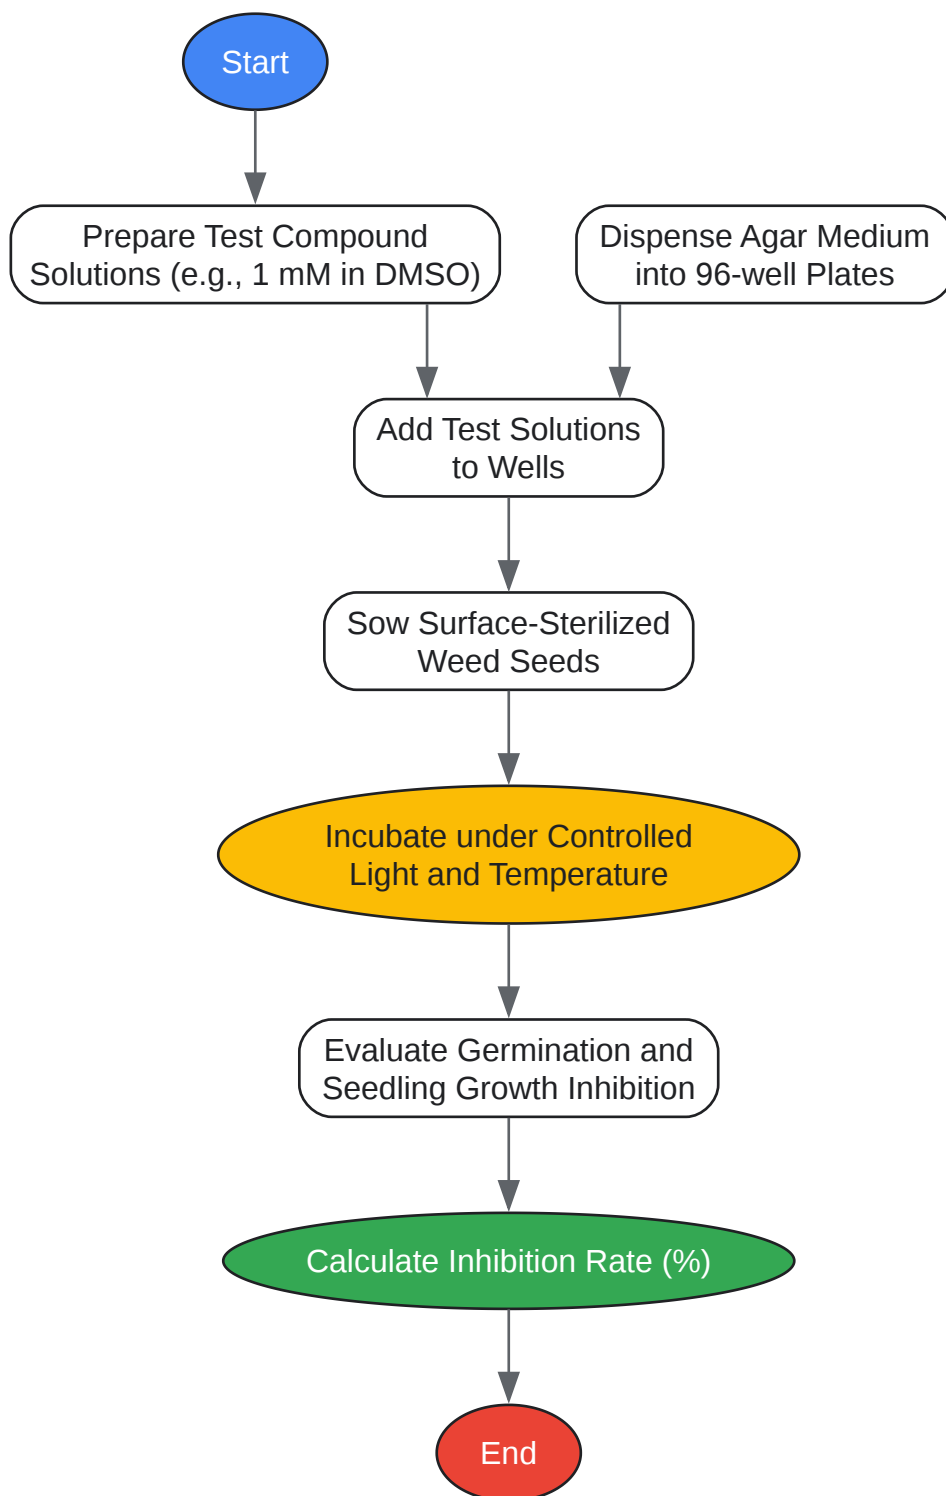 Start
Prepare Test Compound
Solutions (e.g., 1 mM in DMSO)
Dispense Agar Medium
into 96-well Plates
Add Test Solutions
to Wells
Sow Surface-Sterilized
Weed Seeds
Incubate under Controlled
Light and Temperature
Evaluate Germination and
Seedling Growth Inhibition
Calculate Inhibition Rate (%)
End